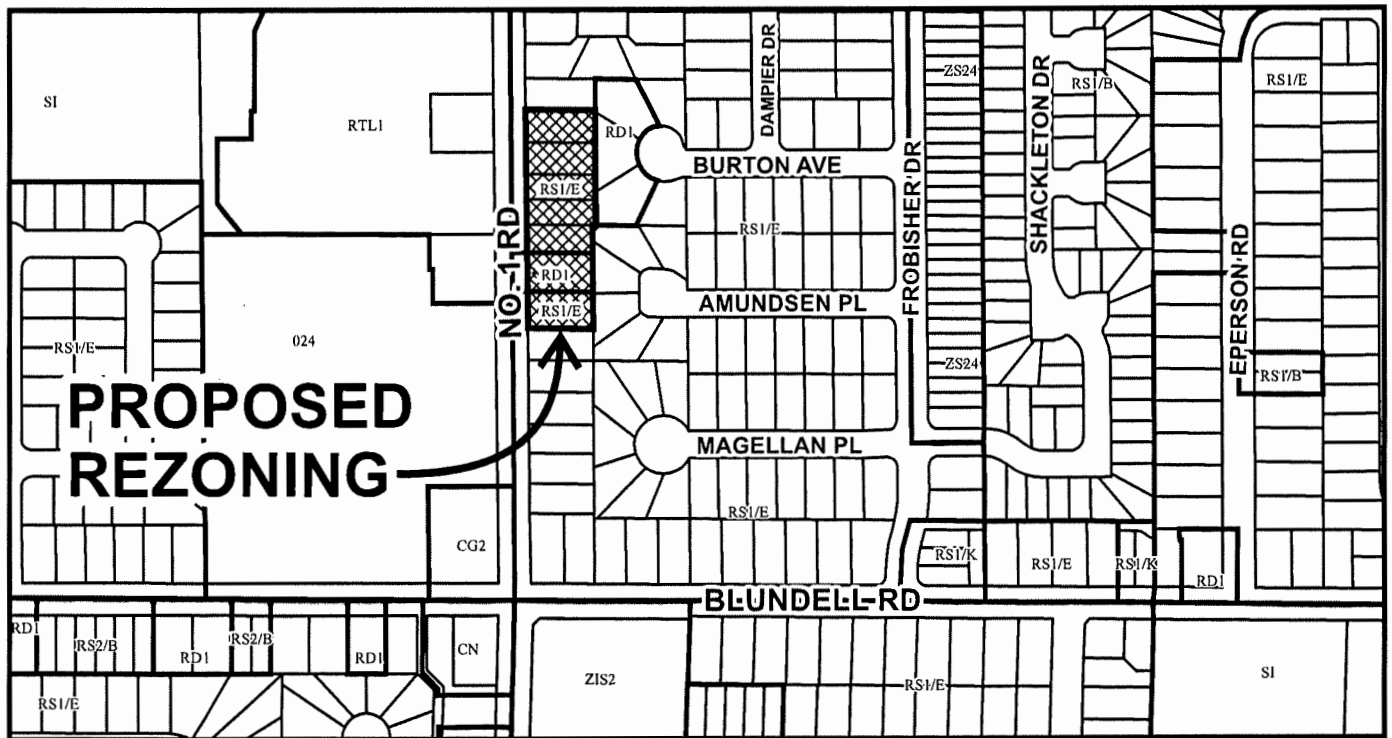 SI
RTL1
RD1
DAMPIER DR
ZS24
SHACKLETON DR
RS1/B
RS1/E
BURTON AVE
RS1/E
RS1/E
NO. 1 RD
FROBISHER DR
EPERSON RD
RD1
RS1/E
AMUNDSEN PL
RS1/E
024
ZS24
RS1/B
PROPOSED
REZONING
MAGELLAN PL
RS1/E
CG2
RS1/K
RS1/E
RS1/K
RD1
BLUNDELL RD
RD1
RS2/B
RD1
RS2/B
RD1
CN
ZIS2
RS1/E
SI
RS1/E